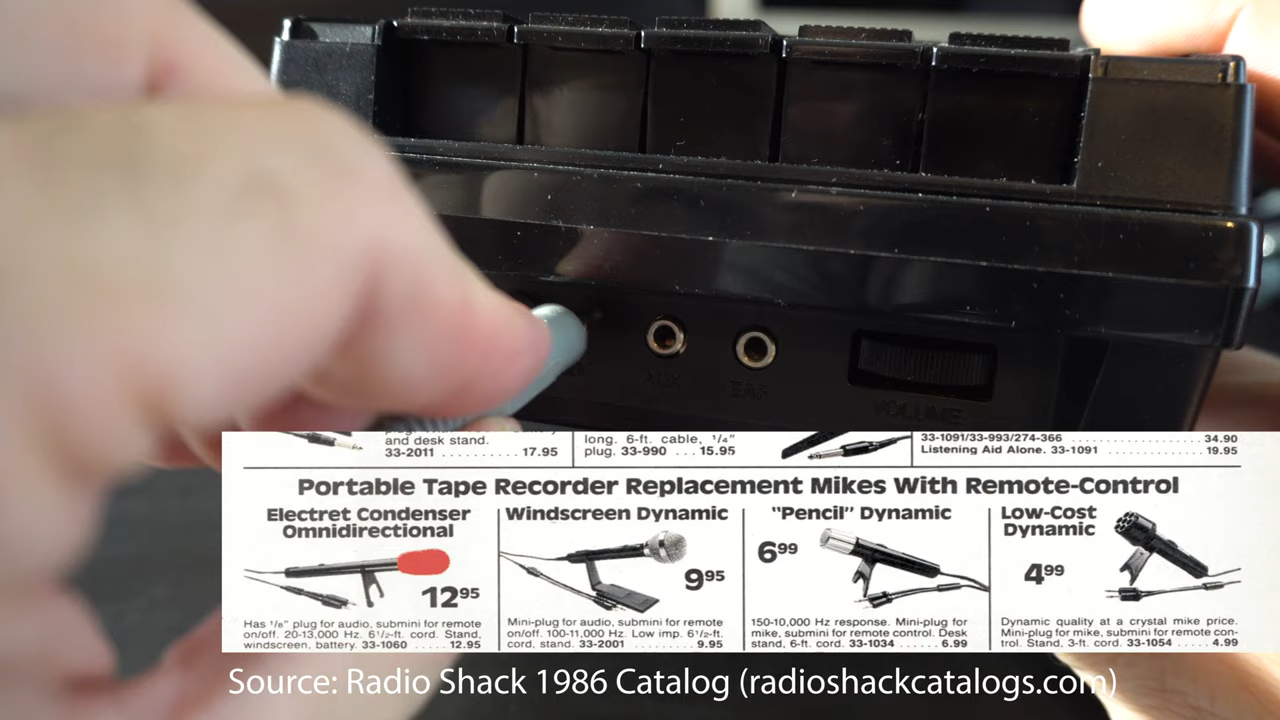 AUX
EAR
VOLUME
and desk stand.
33-2011 .......... 17.95
long. 6-ft. cable, 1/4"
plug. 33-990 ... 15.95
33-1091/33-993/274-366 .................. 34.90
Listening Aid Alone. 33-1091 .............. 19.95
Portable Tape Recorder Replacement Mikes With Remote-Control
Electret Condenser
Omnidirectional
12⁹⁵
Has 1/8" plug for audio, submini for remote
on/off. 20-13,000 Hz. 6 1/2-ft. cord. Stand,
windscreen, battery. 33-1060 ...... 12.95
Windscreen Dynamic
9⁹⁵
Mini-plug for audio, submini for remote
on/off. 100-11,000 Hz. Low imp. 6 1/2-ft.
cord, stand. 33-2001 .......... 9.95
"Pencil" Dynamic
6⁹⁹
150-10,000 Hz response. Mini-plug for
mike, submini for remote control. Desk
stand, 6-ft. cord. 33-1034 ...... 6.99
Low-Cost
Dynamic
4⁹⁹
Dynamic quality at a crystal mike price.
Mini-plug for mike, submini for remote con-
trol. Stand, 3-ft. cord. 33-1054 ..... 4.99
Source: Radio Shack 1986 Catalog (radioshackcatalogs.com)